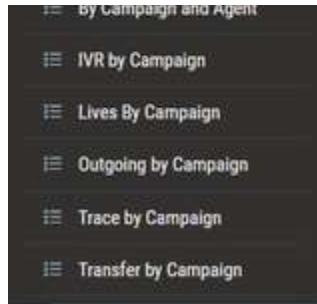 By Campaign and Agent
IVR by Campaign
Lives By Campaign
Outgoing by Campaign
Trace by Campaign
Transfer by Campaign